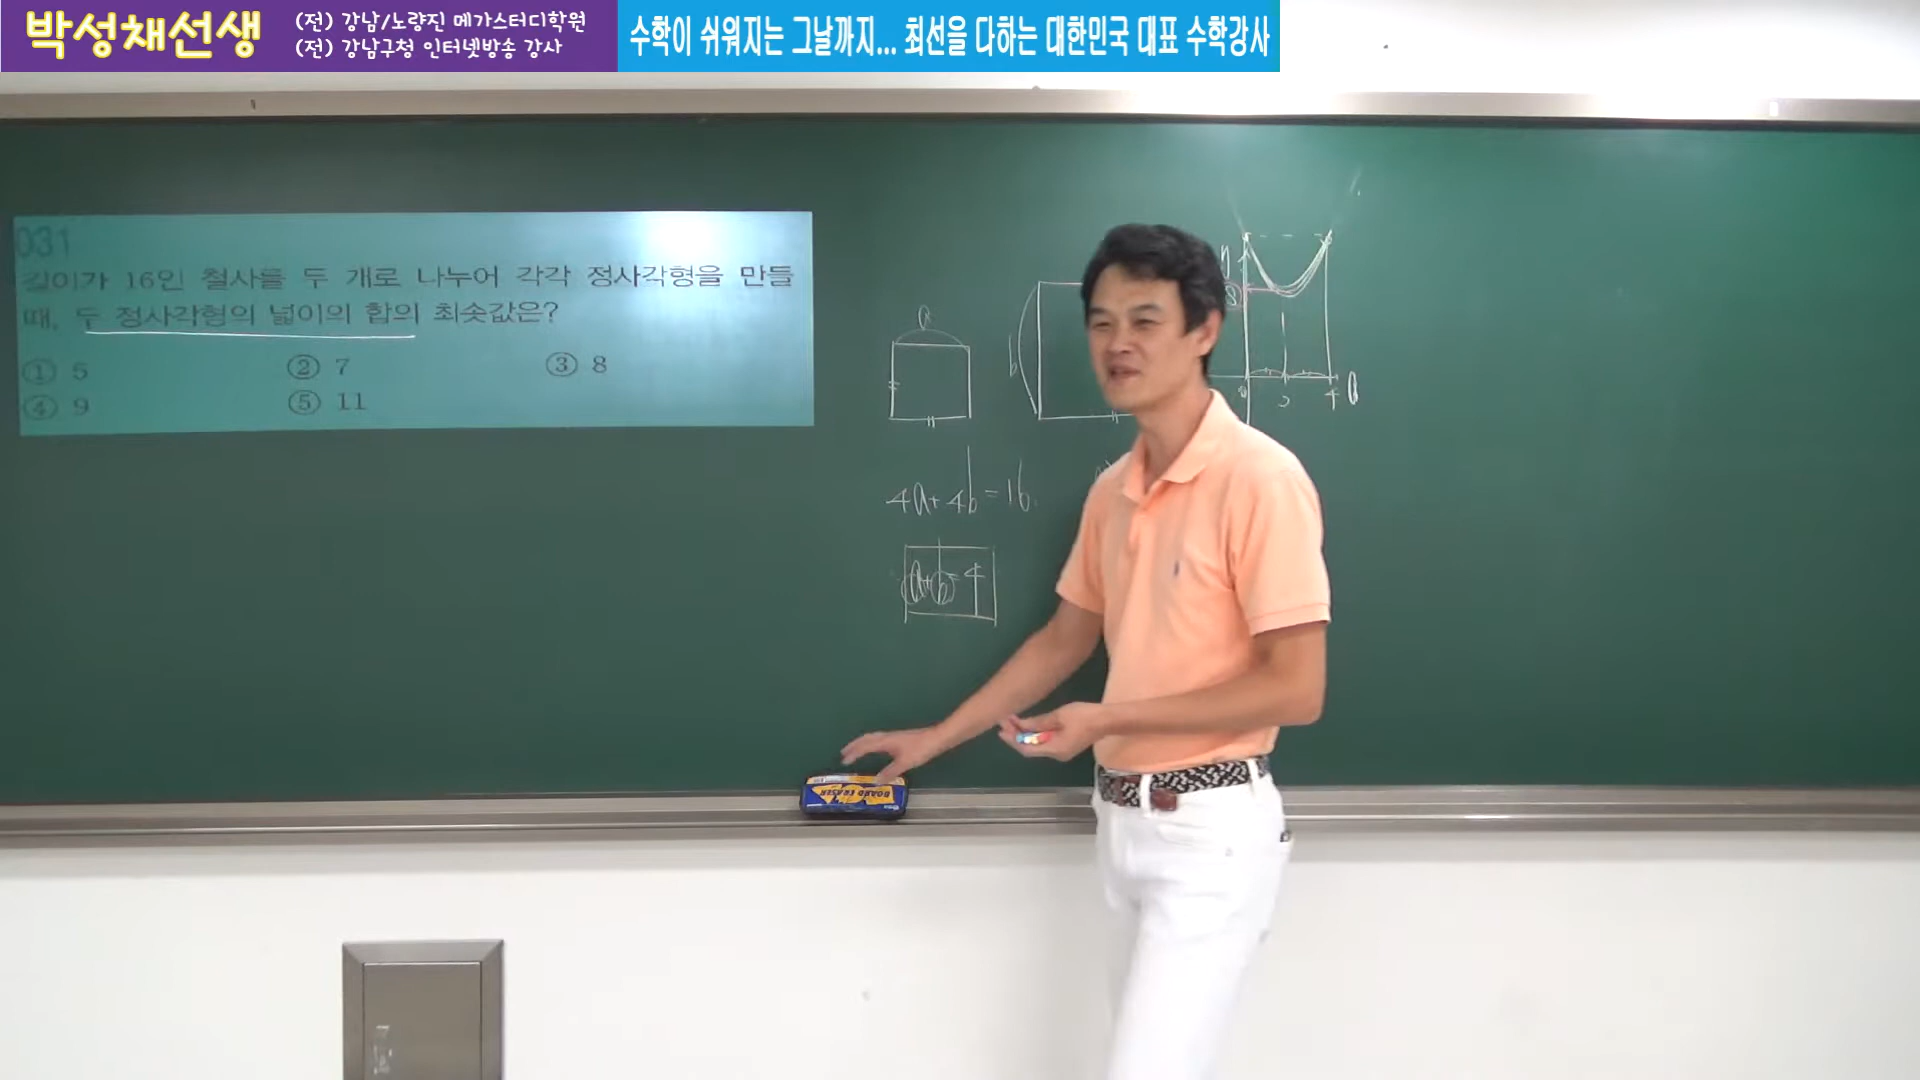 박성채선생
(전) 강남/노량진 메가스터디학원
(전) 강남구청 인터넷방송 강사
수학이 쉬워지는 그날까지... 최선을 다하는 대한민국 대표 수학강사
031
길이가 16인 철사를 두 개로 나누어 각각 정사각형을 만들
때, 두 정사각형의 넓이의 합의 최솟값은?
① 5 ② 7 ③ 8
④ 9 ⑤ 11
a
b
4a+4b=16
a+b=4
y
8
0 2 4 a
BOARD ERASER